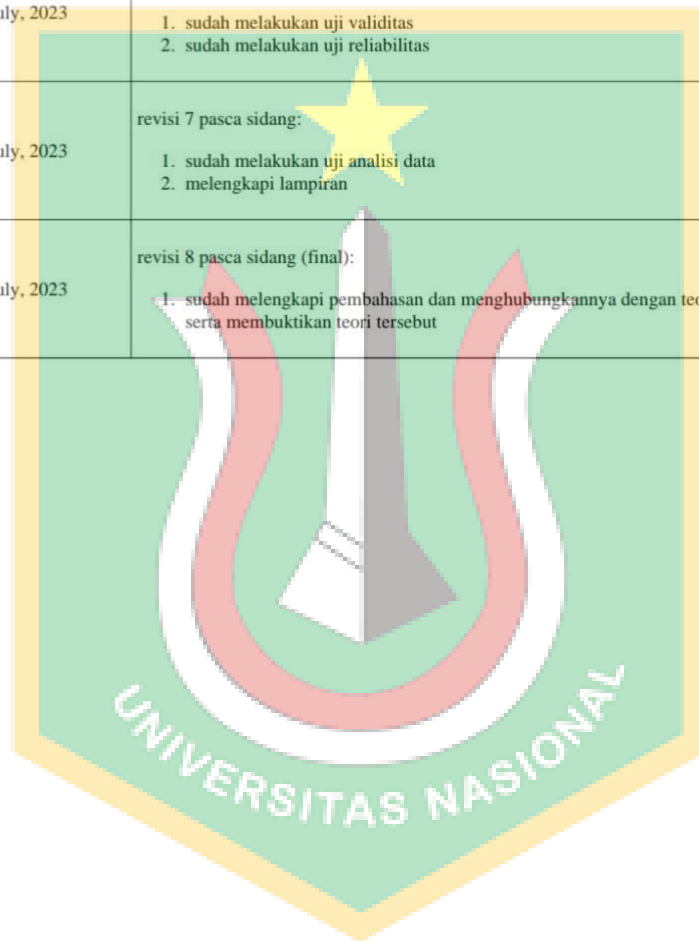 uly, 2023
1. sudah melakukan uji validitas
2. sudah melakukan uji reliabilitas
revisi 7 pasca sidang:
uly, 2023
1. sudah melakukan uji analisi data
2. melengkapi lampiran
revisi 8 pasca sidang (final):
uly, 2023
1. sudah melengkapi pembahasan dan menghubungkannya dengan teo
serta membuktikan teori tersebut
UNIVERSITAS NASIONAL